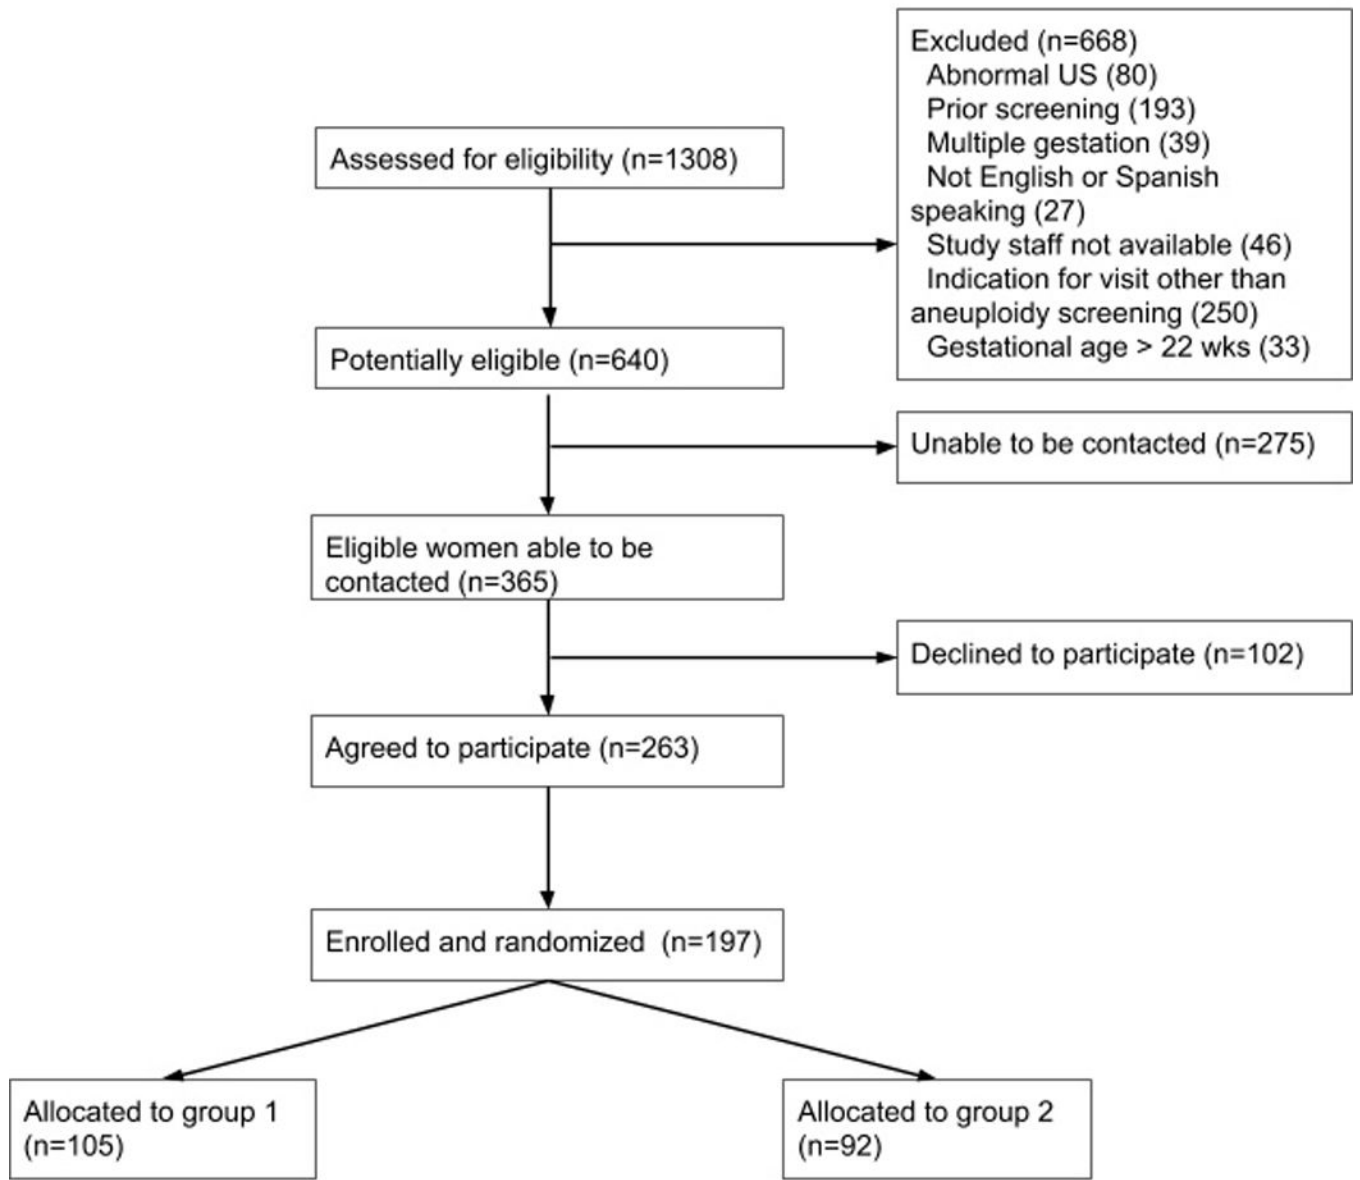 Assessed for eligibility (n=1308)
Excluded (n=668)
Abnormal US (80)
Prior screening (193)
Multiple gestation (39)
Not English or Spanish
speaking (27)
Study staff not available (46)
Indication for visit other than
aneuploidy screening (250)
Gestational age > 22 wks (33)
Potentially eligible (n=640)
Unable to be contacted (n=275)
Eligible women able to be
contacted (n=365)
Declined to participate (n=102)
Agreed to participate (n=263)
Enrolled and randomized  (n=197)
Allocated to group 1
(n=105)
Allocated to group 2
(n=92)